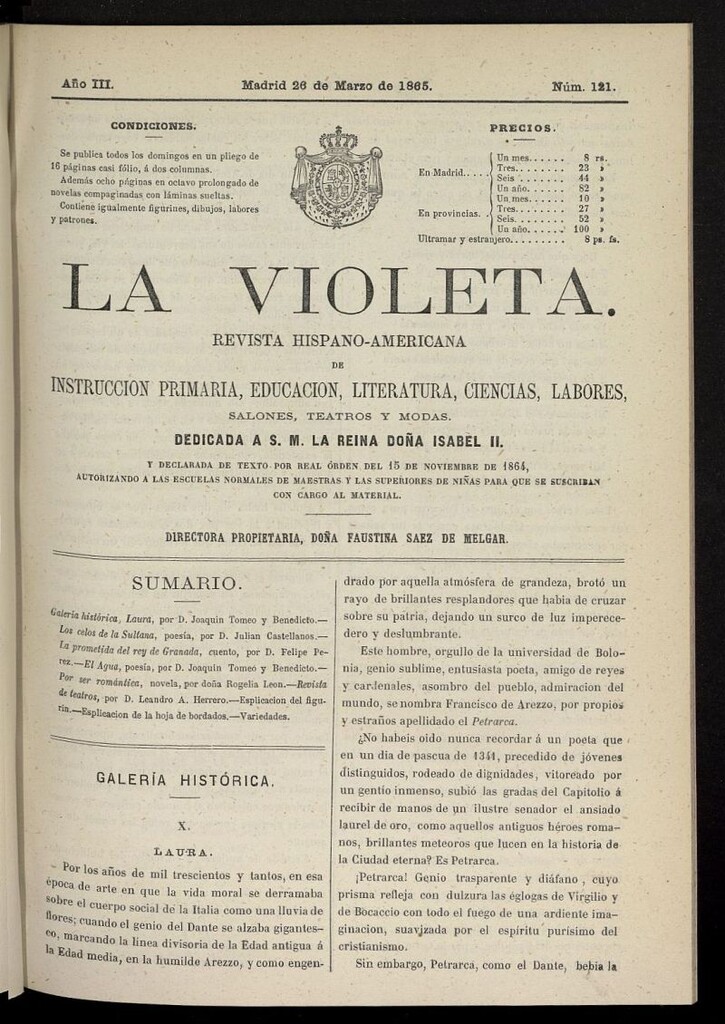 Año III.
Madrid 26 de Marzo de 1865.
Núm. 121.
CONDICIONES.
Se publica todos los domingos en un pliego de
16 páginas casi fólio, á dos columnas.
Además ocho páginas en octavo prolongado de
novelas compaginadas con láminas sueltas.
Contiene igualmente figurines, dibujos, labores
y patrones.
PRECIOS.
En Madrid....
Un mes...... 8 rs.
Tres........ 23 »
Seis........ 44 »
Un año...... 82 »
En provincias. .
Un mes...... 10 »
Tres........ 27 »
Seis........ 52 »
Un año...... 100 »
Ultramar y estranjero......... 8 ps. fs.
LA VIOLETA.
REVISTA HISPANO-AMERICANA
DE
INSTRUCCION PRIMARIA, EDUCACION, LITERATURA, CIENCIAS, LABORES,
SALONES, TEATROS Y MODAS.
DEDICADA A S. M. LA REINA DOÑA ISABEL II.
Y DECLARADA DE TEXTO POR REAL ÓRDEN DEL 15 DE NOVIEMBRE DE 1864,
AUTORIZANDO A LAS ESCUELAS NORMALES DE MAESTRAS Y LAS SUPERIORES DE NIÑAS PARA QUE SE SUSCRIBAN
CON CARGO AL MATERIAL.
DIRECTORA PROPIETARIA, DOÑA FAUSTINA SAEZ DE MELGAR.
SUMARIO.
Galería histórica, Laura, por D. Joaquin Tomeo y Benedicto.—
Los celos de la Sultana, poesía, por D. Julian Castellanos.—
La prometida del rey de Granada, cuento, por D. Felipe Pe-
rez.—El Agua, poesía, por D. Joaquin Tomeo y Benedicto.—
Por ser romántica, novela, por doña Rogelia Leon.—Revista
de teatros, por D. Leandro A. Herrero.—Esplicacion del figu-
rin.—Esplicacion de la hoja de bordados.—Variedades.
GALERÍA HISTÓRICA.
X.
LAURA.
Por los años de mil trescientos y tantos, en esa
época de arte en que la vida moral se derramaba
sobre el cuerpo social de la Italia como una lluvia de
flores; cuando el genio del Dante se alzaba gigantes-
co, marcando la línea divisoria de la Edad antigua á
la Edad media, en la humilde Arezzo, y como engen-
drado por aquella atmósfera de grandeza, brotó un
rayo de brillantes resplandores que habia de cruzar
sobre su patria, dejando un surco de luz imperece-
dero y deslumbrante.
Este hombre, orgullo de la universidad de Bolo-
nia, genio sublime, entusiasta poeta, amigo de reyes
y cardenales, asombro del pueblo, admiracion del
mundo, se nombra Francisco de Arezzo, por propios
y estraños apellidado el Petrarca.
¿No habeis oido nunca recordar á un poeta que
en un dia de pascua de 1341, precedido de jóvenes
distinguidos, rodeado de dignidades, vitoreado por
un gentío inmenso, subió las gradas del Capitolio á
recibir de manos de un ilustre senador el ansiado
laurel de oro, como aquellos antiguos héroes roma-
nos, brillantes meteoros que lucen en la historia de
la Ciudad eterna? Es Petrarca.
¡Petrarca! Genio trasparente y diáfano, cuyo
prisma refleja con dulzura las églogas de Virgilio y
de Bocaccio con todo el fuego de una ardiente ima-
ginacion, suavizada por el espíritu purísimo del
cristianismo.
Sin embargo, Petrarca, como el Dante, bebia la